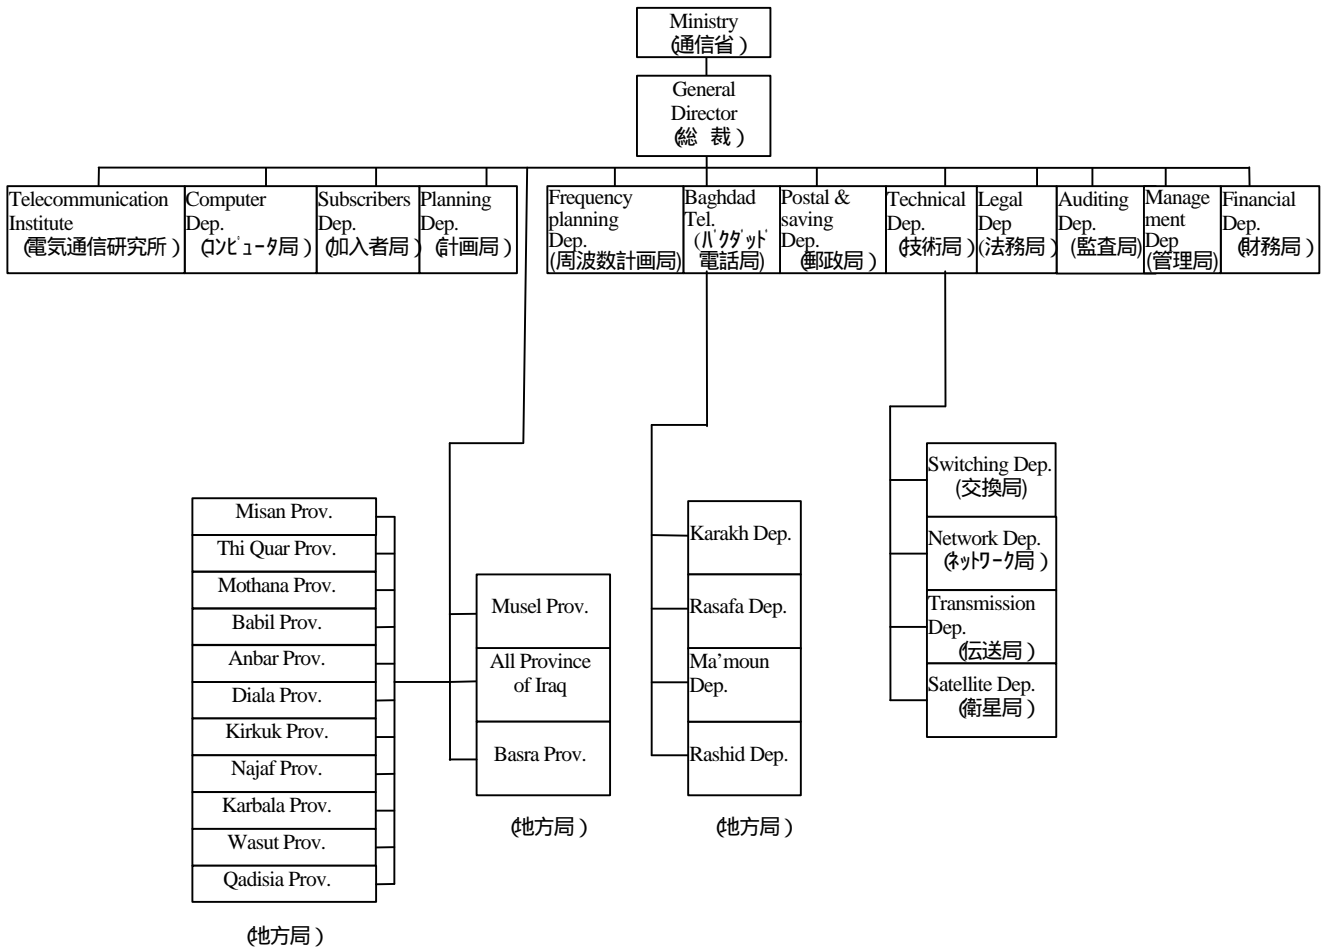 Ministry
(通信省)
General
Director
(総 裁)
Telecommunication
Institute
(電気通信研究所)
Computer
Dep.
(コンピュータ局)
Subscribers
Dep.
(加入者局)
Planning
Dep.
(計画局)
Frequency
planning
Dep.
(周波数計画局)
Baghdad
Tel.
(バクダッド
電話局)
Postal &
saving
Dep.
(郵政局)
Technical
Dep.
(技術局)
Legal
Dep
(法務局)
Auditing
Dep.
(監査局)
Manage
ment
Dep
(管理局)
Financial
Dep.
(財務局)
Misan Prov.
Thi Quar Prov.
Mothana Prov.
Babil Prov.
Anbar Prov.
Diala Prov.
Kirkuk Prov.
Najaf Prov.
Karbala Prov.
Wasut Prov.
Qadisia Prov.
(地方局)
Musel Prov.
All Province
of Iraq
Basra Prov.
(地方局)
Karakh Dep.
Rasafa Dep.
Ma’moun
Dep.
Rashid Dep.
(地方局)
Switching Dep.
(交換局)
Network Dep.
(ネットワーク局)
Transmission
Dep.
(伝送局)
Satellite Dep.
(衛星局)